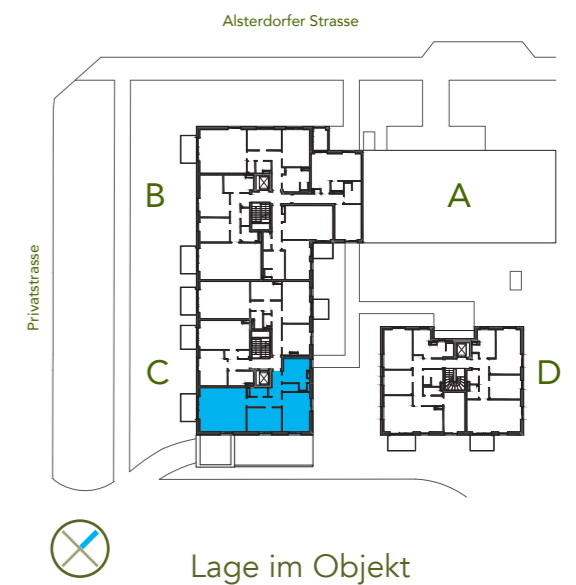 Alsterdorfer Strasse
B
A
Privatstrasse
C
D
Lage im Objekt